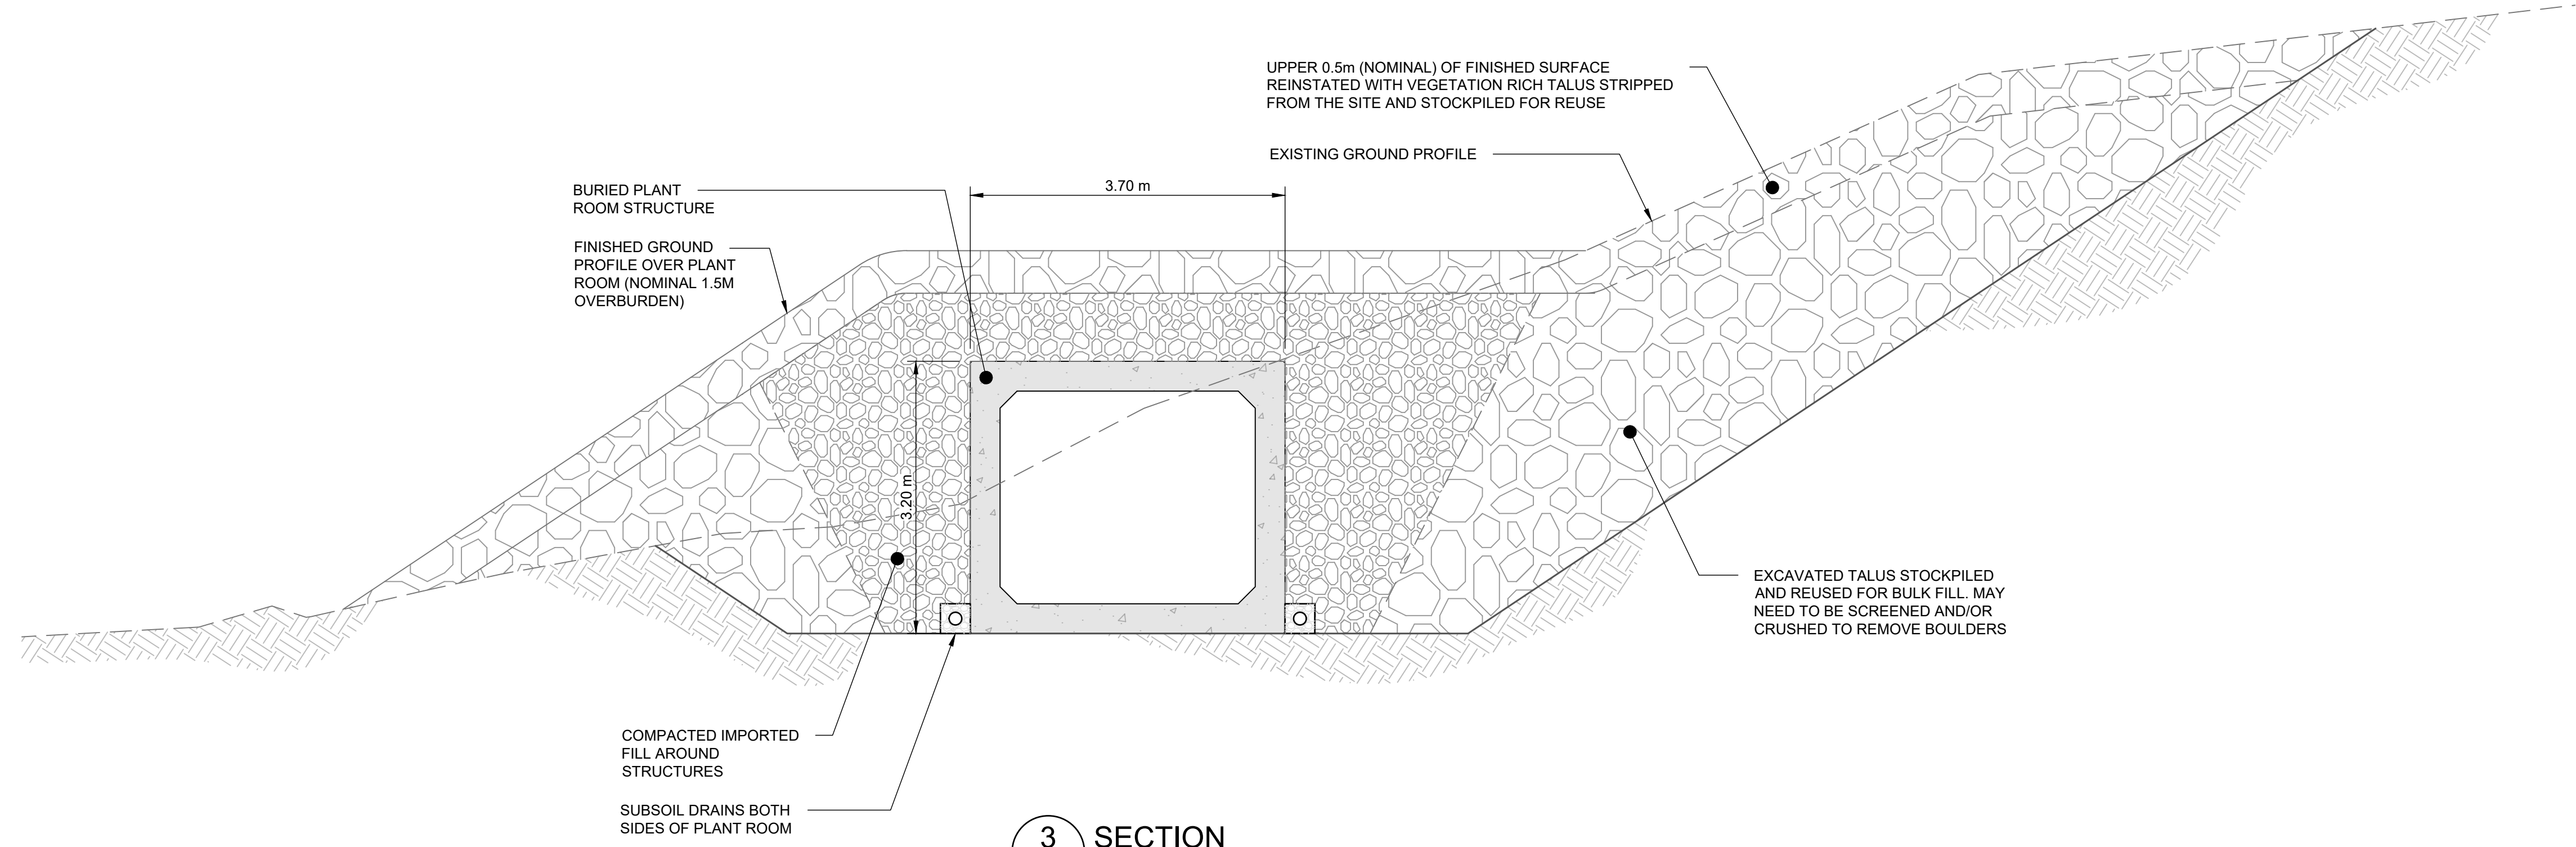 UPPER 0.5m (NOMINAL) OF FINISHED SURFACE
REINSTATED WITH VEGETATION RICH TALUS STRIPPED
FROM THE SITE AND STOCKPILED FOR REUSE
EXISTING GROUND PROFILE
3.70 m
BURIED PLANT
ROOM STRUCTURE
FINISHED GROUND
PROFILE OVER PLANT
ROOM (NOMINAL 1.5M
OVERBURDEN)
3.20 m
EXCAVATED TALUS STOCKPILED
AND REUSED FOR BULK FILL. MAY
NEED TO BE SCREENED AND/OR
CRUSHED TO REMOVE BOULDERS
COMPACTED IMPORTED
FILL AROUND
STRUCTURES
SUBSOIL DRAINS BOTH
SIDES OF PLANT ROOM
3 SECTION